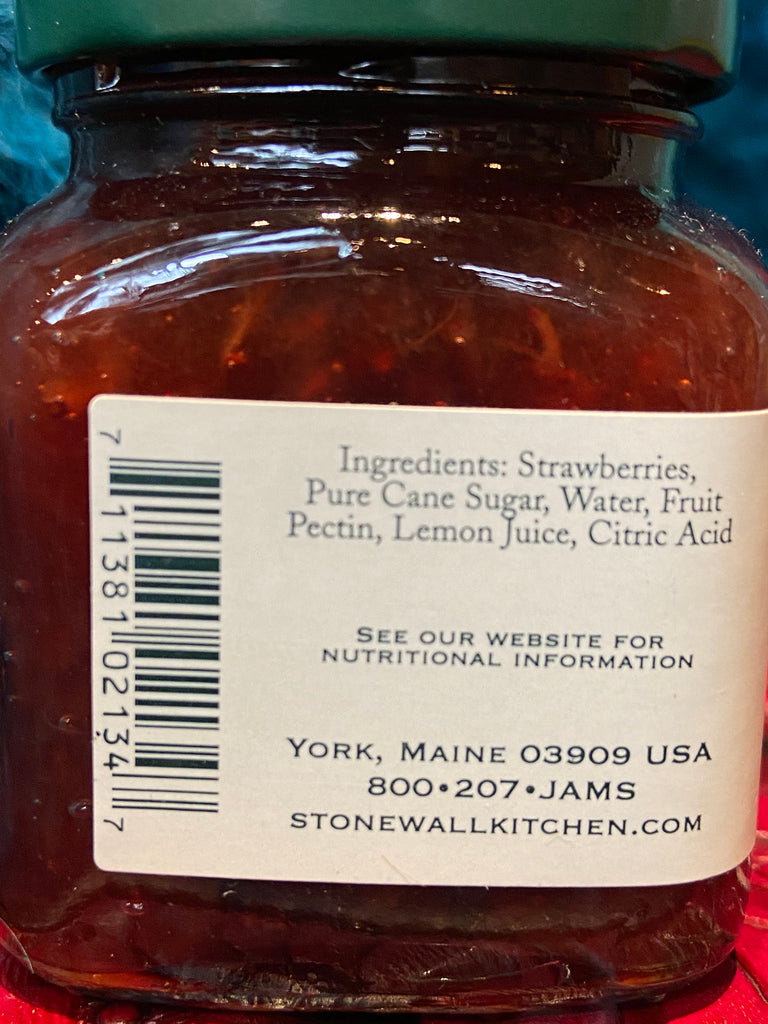 Ingredients: Strawberries,
Pure Cane Sugar, Water, Fruit
Pectin, Lemon Juice, Citric Acid
SEE OUR WEBSITE FOR
NUTRITIONAL INFORMATION
YORK, MAINE 03909 USA
800•207•JAMS
STONEWALLKITCHEN.COM
7 11381 02134 7